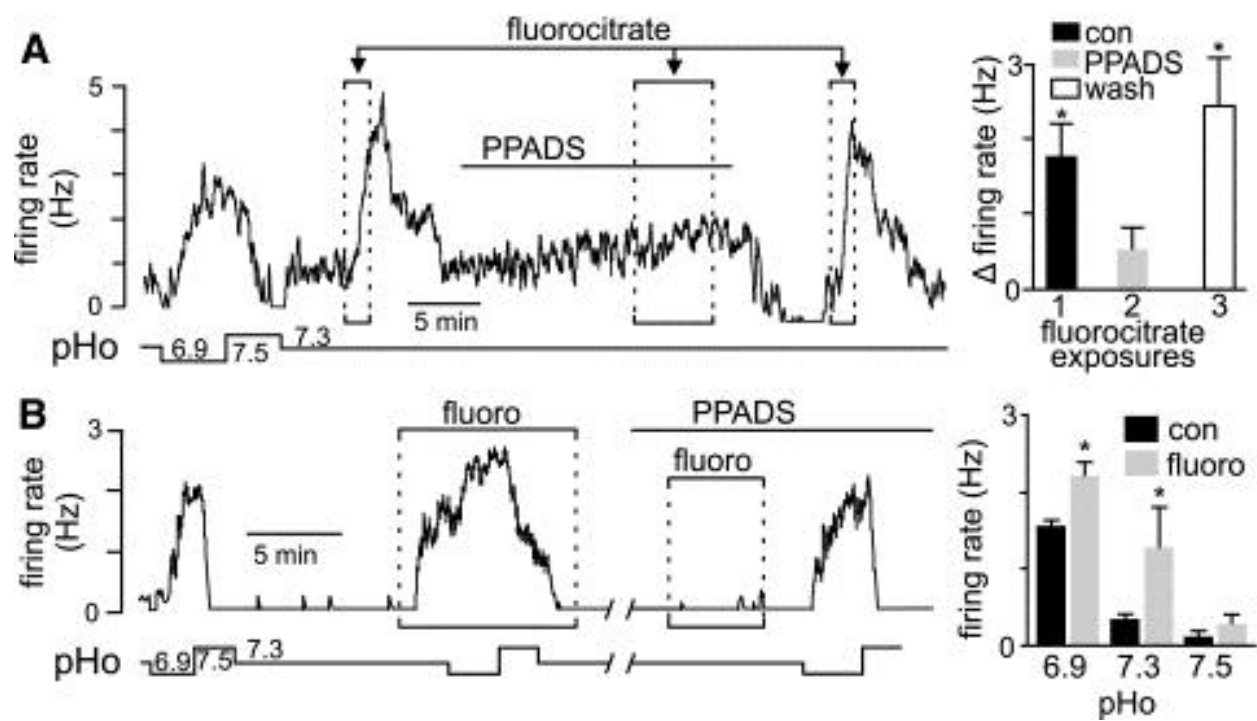 A
fluorocitrate
PPADS
firing rate
(Hz)
5
0
5 min
pHo
6.9
7.5
7.3
con
PPADS
wash
Δ firing rate (Hz)
3
0
*
*
1
2
3
fluorocitrate
exposures
B
fluoro
PPADS
fluoro
firing rate
(Hz)
3
0
5 min
pHo
6.9
7.5
7.3
con
fluoro
firing rate (Hz)
3
0
*
*
6.9
7.3
7.5
pHo